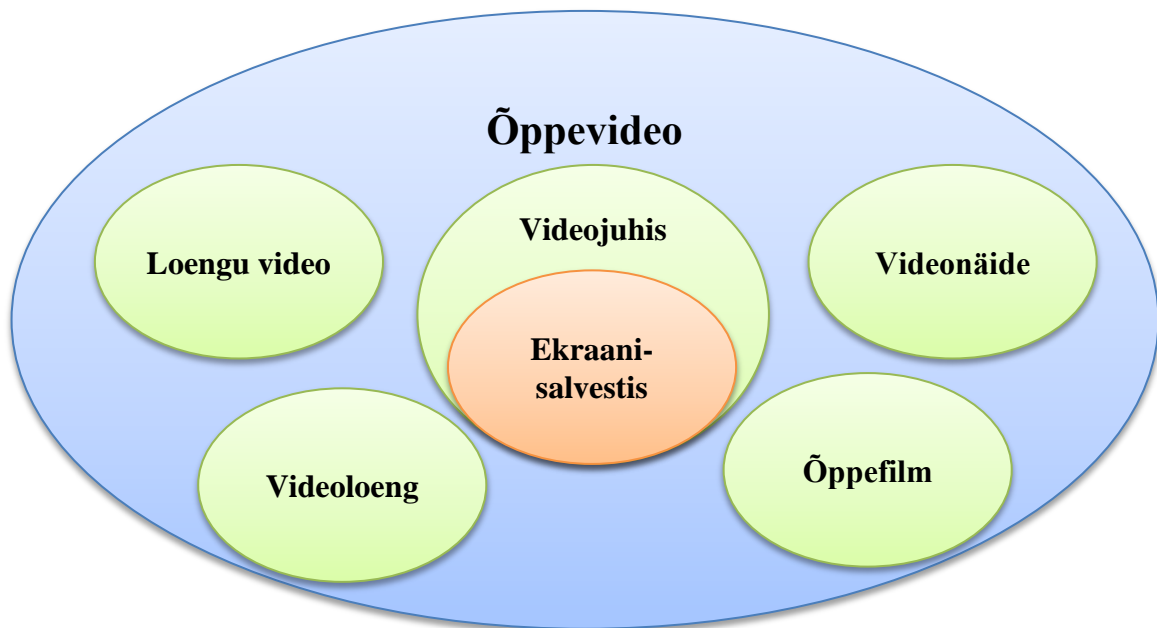 Õppevideo
Loengu video
Videojuhis
Videonäide
Ekraani-
salvestis
Videoloeng
Õppefilm